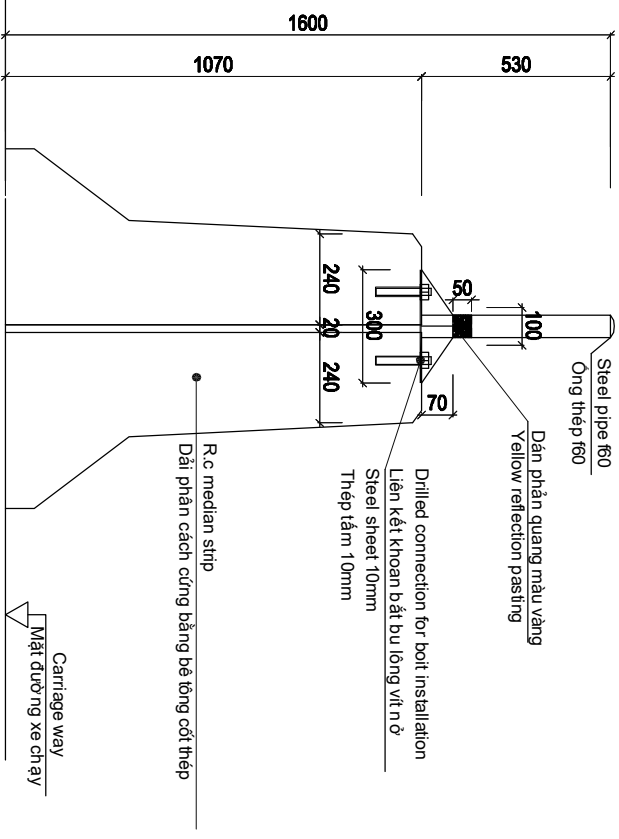 1600
1070
530
Steel pipe f60
Ống thép f60
50
100
Dán phản quang màu vàng
Yellow reflection pasting
70
240
20
240
300
Drilled connection for boit installation
Liên kết khoan bắt bu lông vít nở
Steel sheet 10mm
Thép tấm 10mm
R.c median strip
Dải phân cách cứng bằng bê tông cốt thép
Carriage way
Mặt đường xe chạy